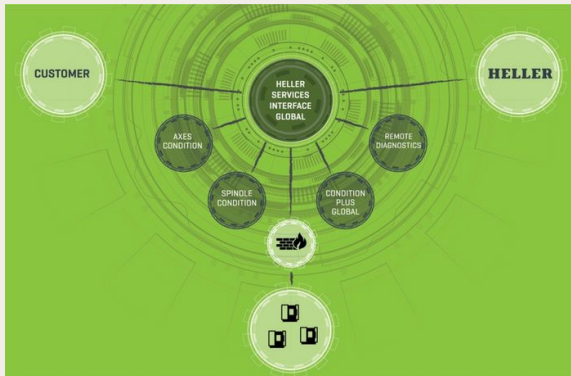 CUSTOMER
HELLER
SERVICES
INTERFACE
GLOBAL
HELLER
AXES
CONDITION
SPINDLE
CONDITION
CONDITION
PLUS
GLOBAL
REMOTE
DIAGNOSTICS